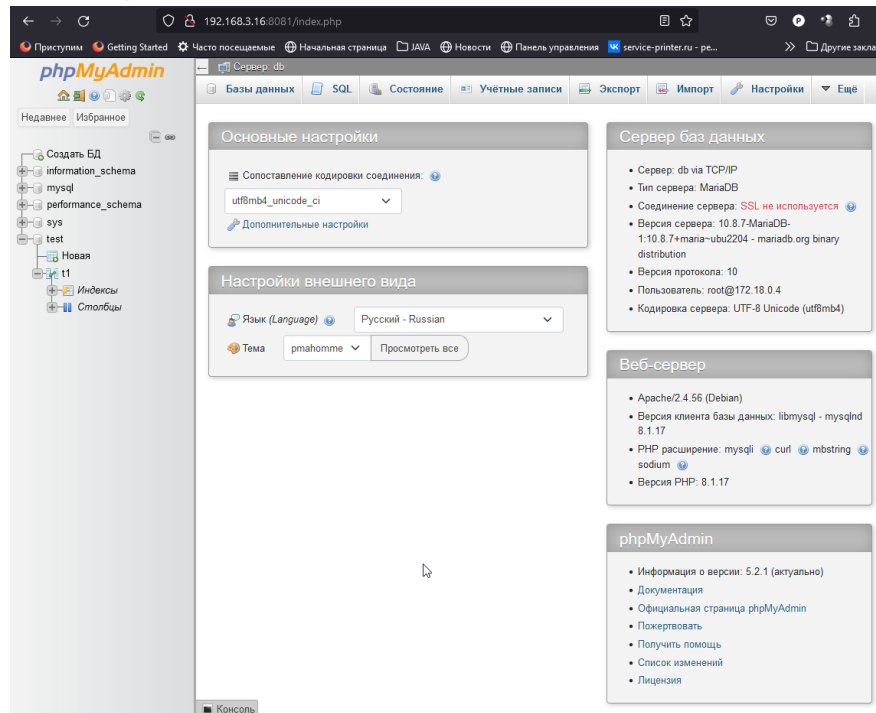 192.168.3.16:8081/index.php
Приступим Getting Started Часто посещаемые Начальная страница JAVA Новости Панель управления service-printer.ru - ре... Другие закла
phpMyAdmin
Недавнее Избранное
Создать БД
information_schema
mysql
performance_schema
sys
test
Новая
t1
Индексы
Столбцы
Сервер: db
Базы данных SQL Состояние Учётные записи Экспорт Импорт Настройки Ещё
Основные настройки
Сопоставление кодировки соединения:
utf8mb4_unicode_ci
Дополнительные настройки
Настройки внешнего вида
Язык (Language) Русский - Russian
Тема pmahomme Просмотреть все
Сервер баз данных
• Сервер: db via TCP/IP
• Тип сервера: MariaDB
• Соединение сервера: SSL не используется
• Версия сервера: 10.8.7-MariaDB-
1:10.8.7+maria~ubu2204 - mariadb.org binary
distribution
• Версия протокола: 10
• Пользователь: root@172.18.0.4
• Кодировка сервера: UTF-8 Unicode (utf8mb4)
Веб-сервер
• Apache/2.4.56 (Debian)
• Версия клиента базы данных: libmysql - mysqlnd
8.1.17
• PHP расширение: mysqli curl mbstring
sodium
• Версия PHP: 8.1.17
phpMyAdmin
• Информация о версии: 5.2.1 (актуально)
• Документация
• Официальная страница phpMyAdmin
• Пожертвовать
• Получить помощь
• Список изменений
• Лицензия
Консоль